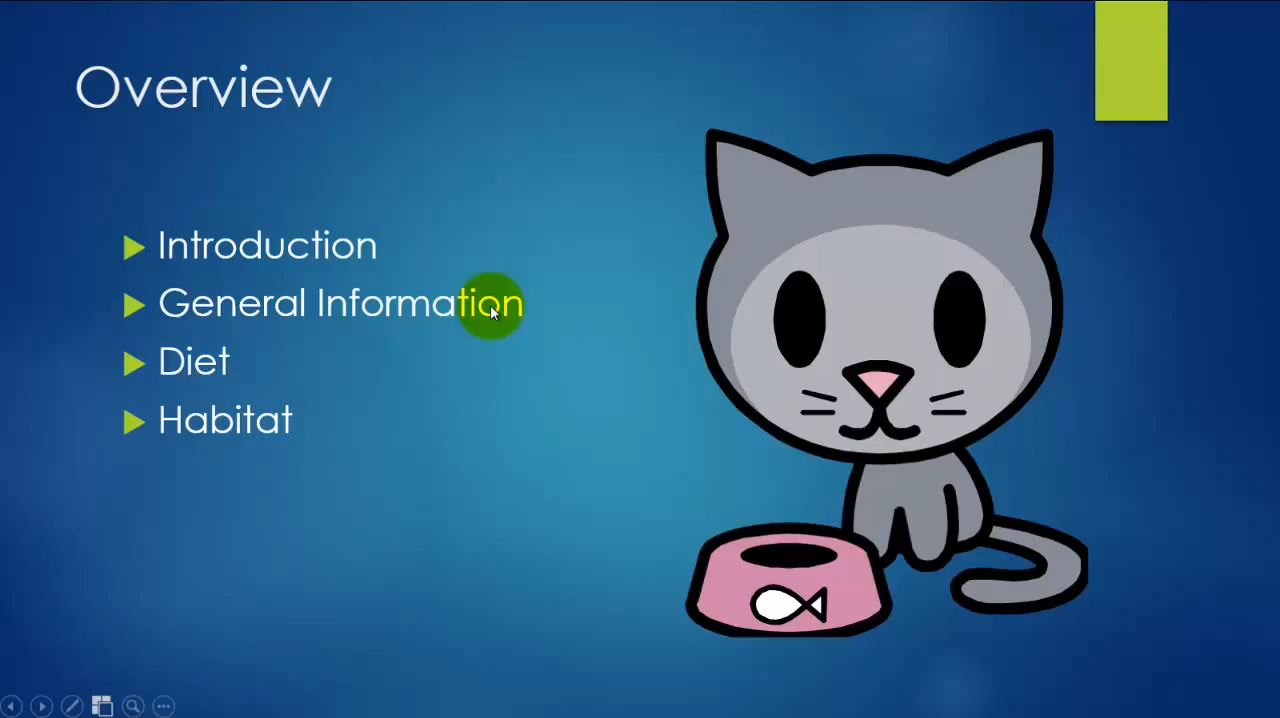 Overview
Introduction
General Information
Diet
Habitat